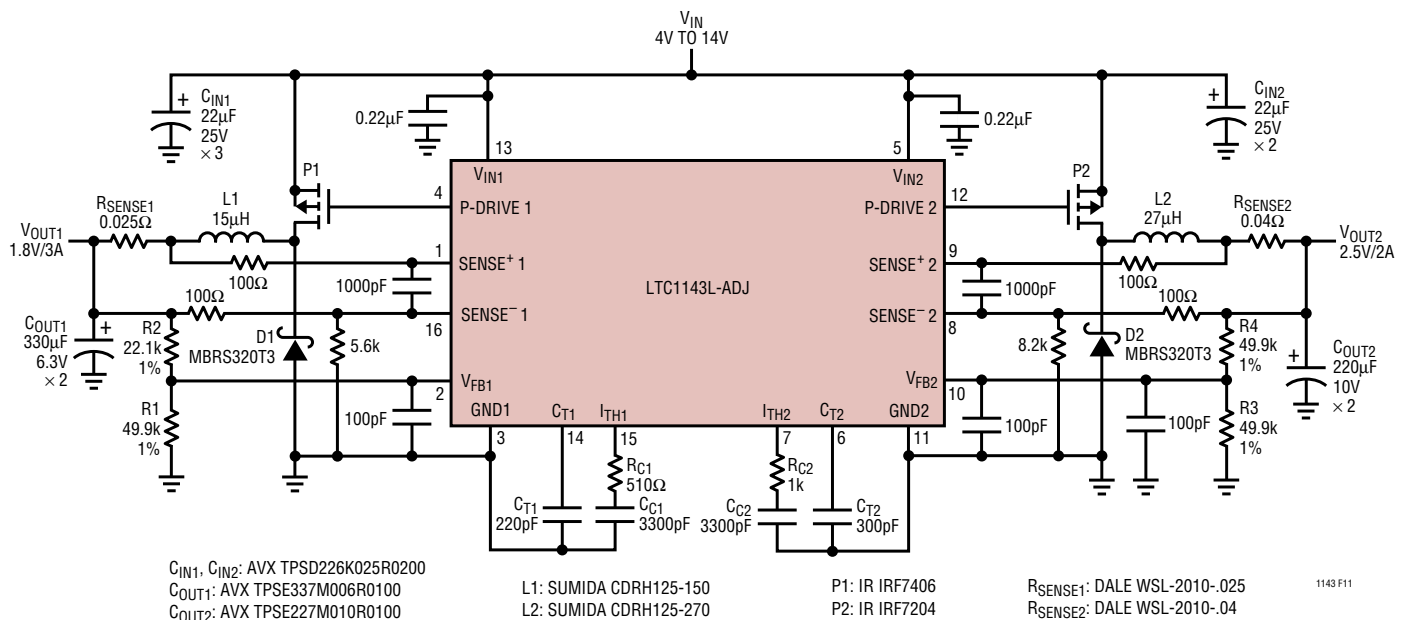 VIN
4V TO 14V
+
CIN1
22µF
25V
× 3
0.22µF
0.22µF
+
CIN2
22µF
25V
× 2
13
5
VIN1
VIN2
P1
4
P-DRIVE 1
P-DRIVE 2
12
P2
RSENSE1
0.025Ω
L1
15µH
L2
27µH
RSENSE2
0.04Ω
VOUT1
1.8V/3A
VOUT2
2.5V/2A
1
SENSE+ 1
SENSE+ 2
9
100Ω
100Ω
1000pF
LTC1143L-ADJ
1000pF
100Ω
100Ω
SENSE– 1
16
SENSE– 2
8
COUT1
330µF
6.3V
× 2
+
R2
22.1k
1%
D1
MBRS320T3
5.6k
8.2k
D2
MBRS320T3
R4
49.9k
1%
+
COUT2
220µF
10V
× 2
VFB1
2
VFB2
10
R1
49.9k
1%
100pF
GND1
CT1
ITH1
ITH2
CT2
GND2
100pF
100pF
R3
49.9k
1%
3
14
15
7
6
11
RC1
510Ω
RC2
1k
CT1
220pF
CC1
3300pF
CC2
3300pF
CT2
300pF
CIN1, CIN2: AVX TPSD226K025R0200
COUT1: AVX TPSE337M006R0100
COUT2: AVX TPSE227M010R0100
L1: SUMIDA CDRH125-150
L2: SUMIDA CDRH125-270
P1: IR IRF7406
P2: IR IRF7204
RSENSE1: DALE WSL-2010-.025
RSENSE2: DALE WSL-2010-.04
1143 F11